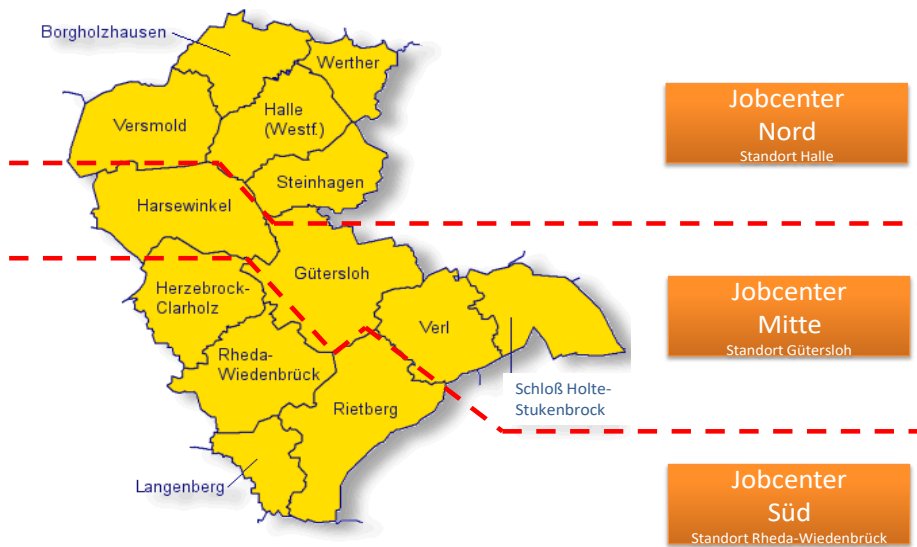 Borgholzhausen
Werther
Versmold
Halle
(Westf.)
Steinhagen
Harsewinkel
Gütersloh
Herzebrock-
Clarholz
Verl
Rheda-
Wiedenbrück
Rietberg
Schloß Holte-
Stukenbrock
Langenberg
Jobcenter
Nord
Standort Halle
Jobcenter
Mitte
Standort Gütersloh
Jobcenter
Süd
Standort Rheda-Wiedenbrück